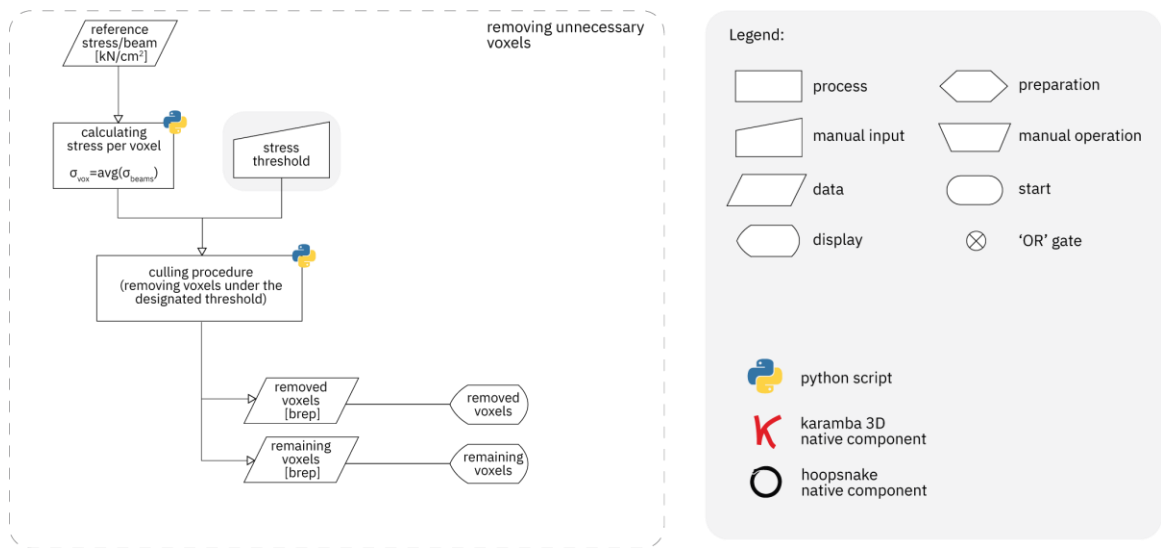 reference
stress/beam
[kN/cm²]
removing unnecessary
voxels
calculating
stress per voxel
σvox=avg(σbeams)
stress
threshold
culling procedure
(removing voxels under the
designated threshold)
removed
voxels
[brep]
removed
voxels
remaining
voxels
[brep]
remaining
voxels
Legend:
process
preparation
manual input
manual operation
data
start
display
‘OR’ gate
python script
karamba 3D
native component
hoopsnake
native component